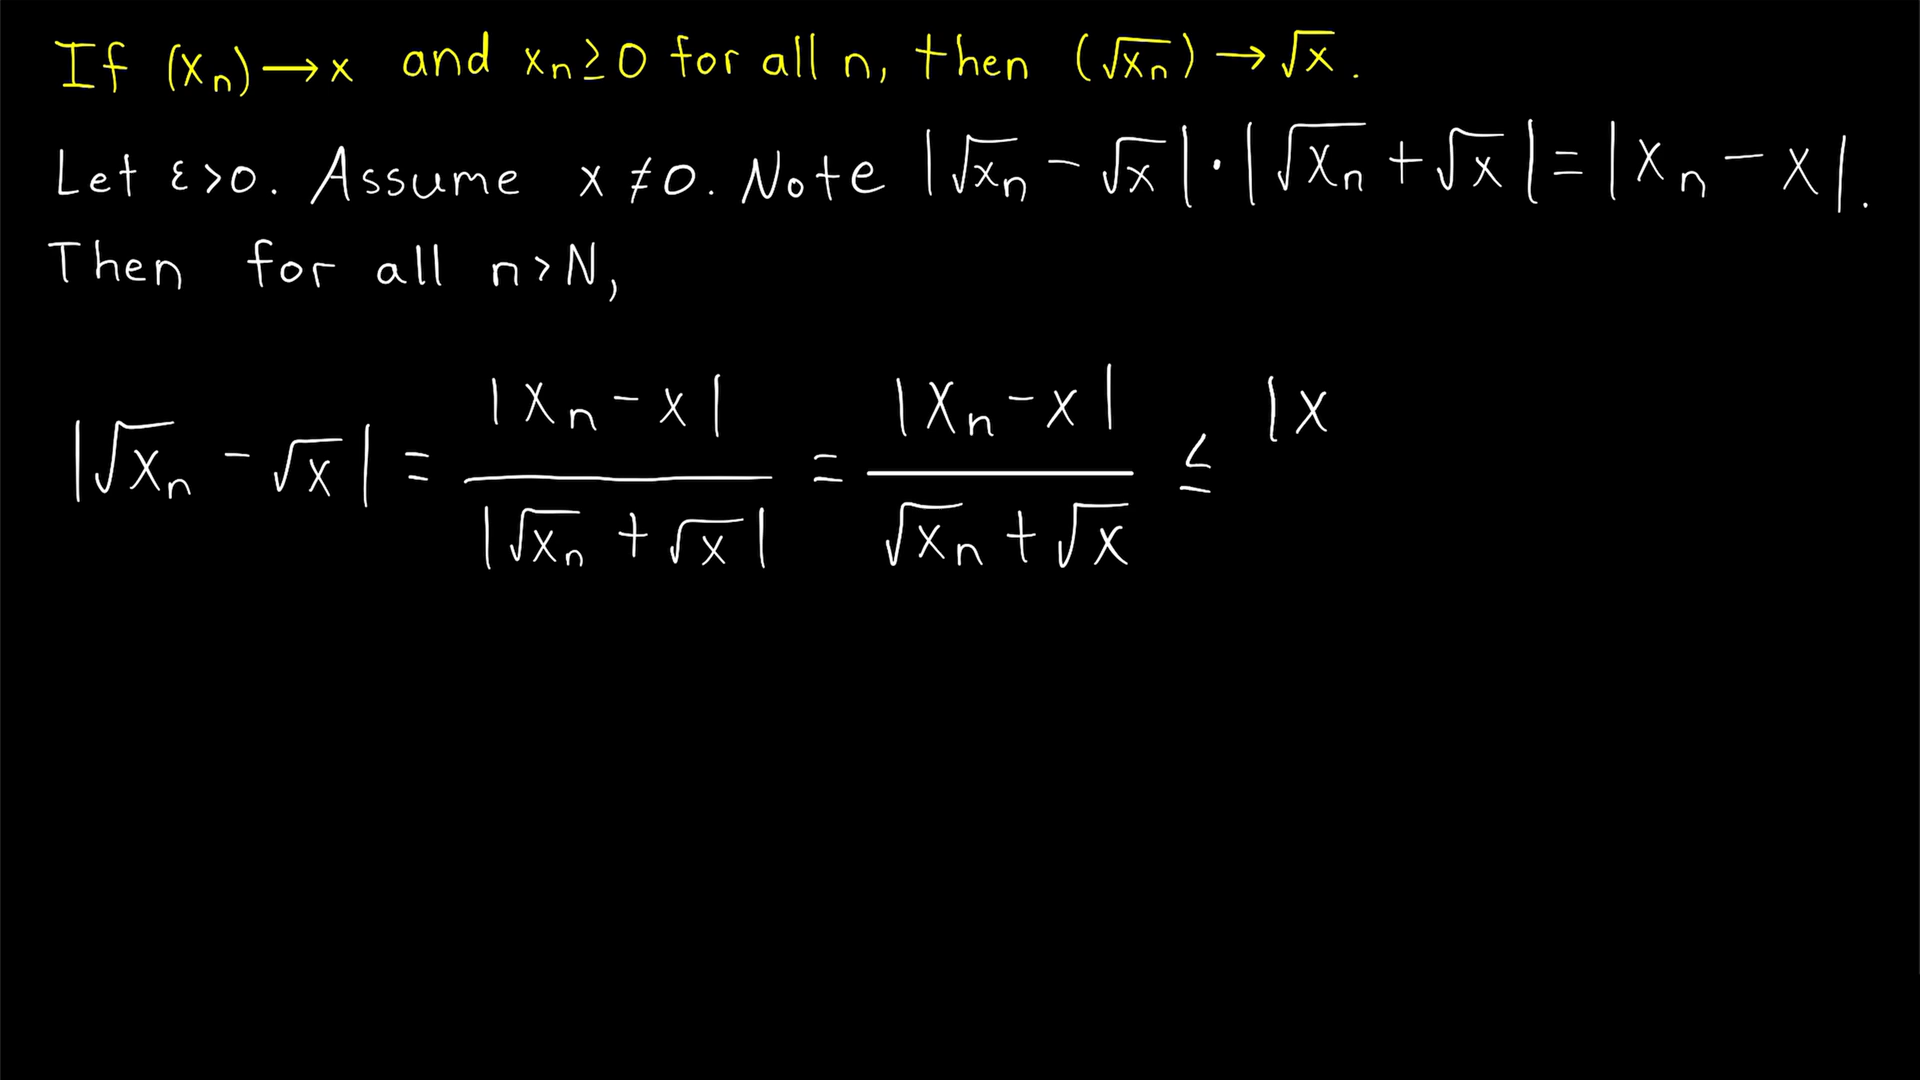 If (xₙ)→x and xₙ≥0 for all n, then (√xₙ)→√x.
Let ε>0. Assume x≠0. Note |√xₙ - √x|·|√xₙ + √x| = |xₙ - x|.
Then for all n>N,
|√xₙ - √x| = |xₙ - x| / |√xₙ + √x| = |xₙ - x| / √xₙ + √x ≤ |x